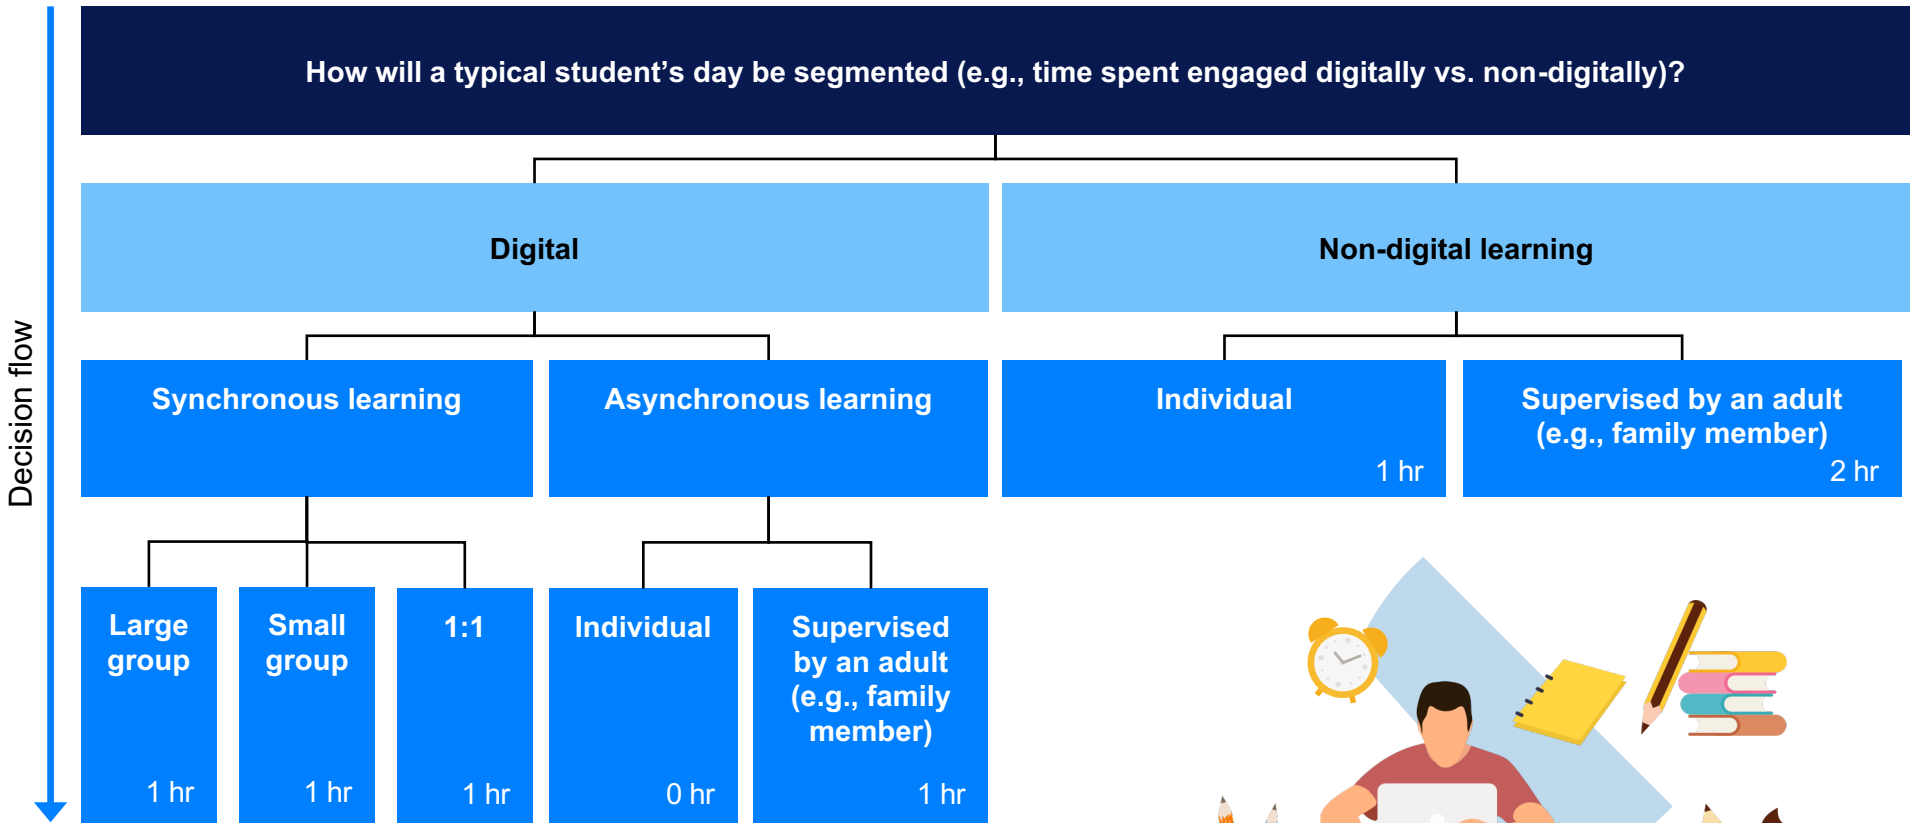 How will a typical student's day be segmented (e.g., time spent engaged digitally vs. non-digitally)?
Decision flow
Digital
Non-digital learning
Synchronous learning
Asynchronous learning
Individual
1 hr
Supervised by an adult
(e.g., family member)
2 hr
Large
group
1 hr
Small
group
1 hr
1:1
1 hr
Individual
0 hr
Supervised
by an adult
(e.g., family
member)
1 hr